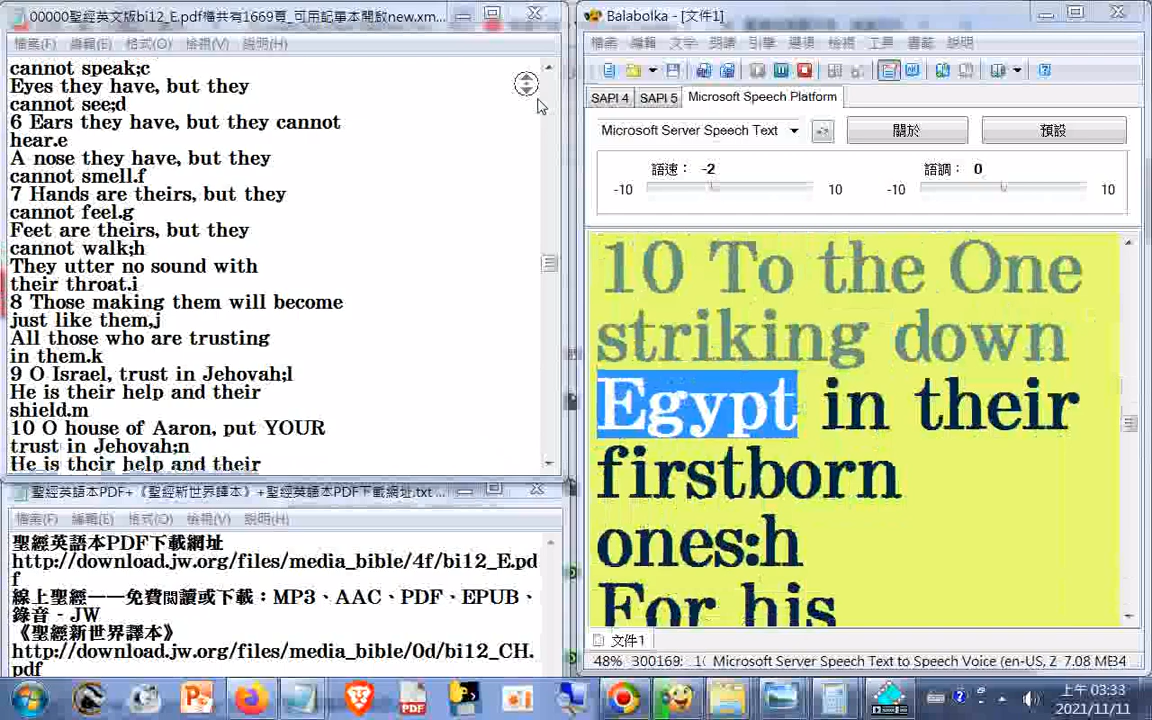 00000聖經英文版bi12_E.pdf檔共有1669頁_可用記事本開啟new.xm...
檔案(F) 編輯(E) 格式(O) 檢視(V) 說明(H)
cannot speak;c
Eyes they have, but they
cannot see;d
6 Ears they have, but they cannot
hear.e
A nose they have, but they
cannot smell.f
7 Hands are theirs, but they
cannot feel.g
Feet are theirs, but they
cannot walk;h
They utter no sound with
their throat.i
8 Those making them will become
just like them,j
All those who are trusting
in them.k
9 O Israel, trust in Jehovah;l
He is their help and their
shield.m
10 O house of Aaron, put YOUR
trust in Jehovah;n
He is their help and their
聖經英語本PDF+《聖經新世界譯本》+聖經英語本PDF下載網址.txt ...
檔案(F) 編輯(E) 格式(O) 檢視(V) 說明(H)
聖經英語本PDF下載網址
http://download.jw.org/files/media_bible/4f/bi12_E.pd
f
線上聖經——免費閱讀或下載：MP3、AAC、PDF、EPUB、
錄音 - JW
《聖經新世界譯本》
http://download.jw.org/files/media_bible/0d/bi12_CH.
pdf
Balabolka - [文件1]
檔案 編輯 文字 朗讀 引擎 選項 檢視 工具 書籤 說明
SAPI 4 SAPI 5 Microsoft Speech Platform
Microsoft Server Speech Text 關於 預設
語速： -2 語調： 0
-10 10 -10 10
10 To the One
striking down
Egypt in their
firstborn
ones:h
For his
文件1
48% 300169: Microsoft Server Speech Text to Speech Voice (en-US, Z 7.08 MB
PDF
上午 03:33
2021/11/11